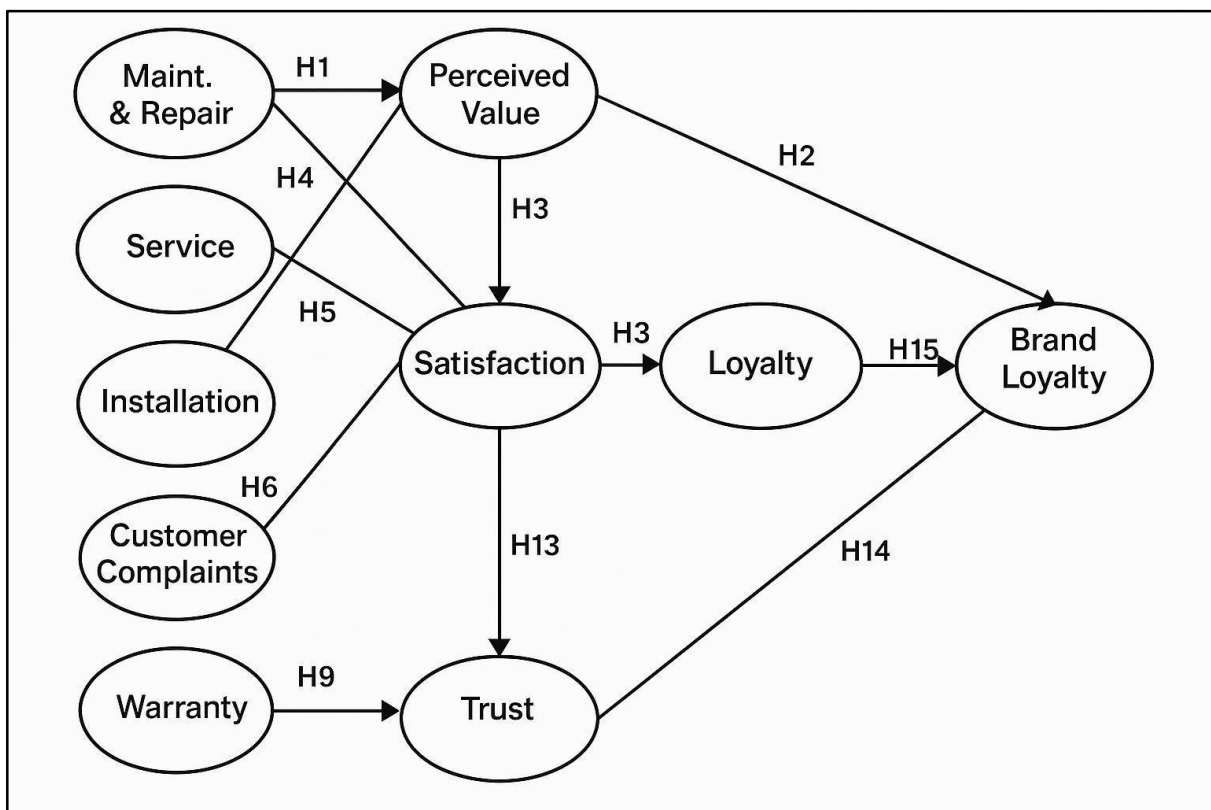 Maint.
& Repair
H1
Perceived
Value
H2
H4
H3
Service
H5
Installation
Satisfaction
H3
Loyalty
H15
Brand
Loyalty
H6
Customer
Complaints
H13
H14
Warranty
H9
Trust